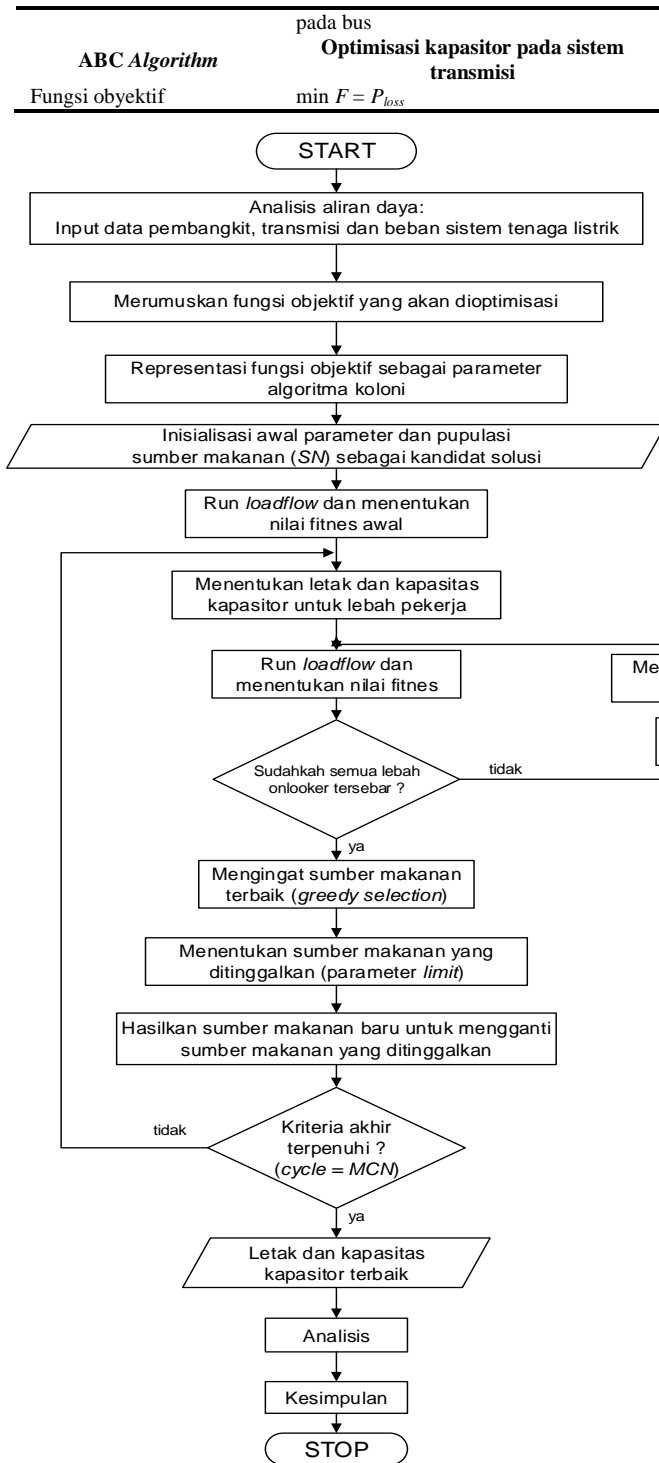 pada bus
ABC Algorithm
Optimisasi kapasitor pada sistem
transmisi
Fungsi obyektif
min F = Ploss
START
Analisis aliran daya:
Input data pembangkit, transmisi dan beban sistem tenaga listrik
Merumuskan fungsi objektif yang akan dioptimisasi
Representasi fungsi objektif sebagai parameter
algoritma koloni
Inisialisasi awal parameter dan pupulasi
sumber makanan (SN) sebagai kandidat solusi
Run loadflow dan menentukan
nilai fitnes awal
Menentukan letak dan kapasitas
kapasitor untuk lebah pekerja
Run loadflow dan
menentukan nilai fitnes
Me
Sudahkah semua lebah
onlooker tersebar ?
tidak
ya
Mengingat sumber makanan
terbaik (greedy selection)
Menentukan sumber makanan yang
ditinggalkan (parameter limit)
Hasilkan sumber makanan baru untuk mengganti
sumber makanan yang ditinggalkan
tidak
Kriteria akhir
terpenuhi ?
(cycle = MCN)
ya
Letak dan kapasitas
kapasitor terbaik
Analisis
Kesimpulan
STOP